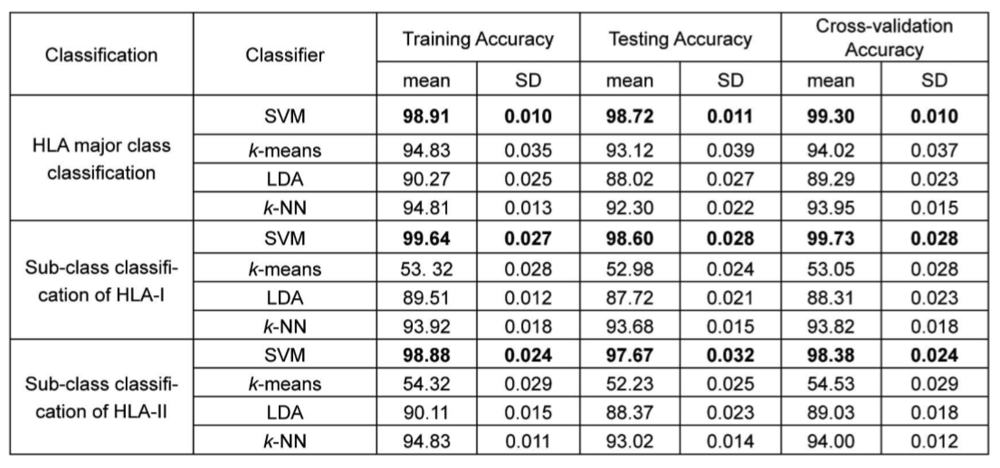 Classification Classifier Training Accuracy Testing Accuracy Cross-validation Accuracy
mean SD mean SD mean SD
HLA major class classification
SVM 98.91 0.010 98.72 0.011 99.30 0.010
k-means 94.83 0.035 93.12 0.039 94.02 0.037
LDA 90.27 0.025 88.02 0.027 89.29 0.023
k-NN 94.81 0.013 92.30 0.022 93.95 0.015
Sub-class classifi-
cation of HLA-I
SVM 99.64 0.027 98.60 0.028 99.73 0.028
k-means 53. 32 0.028 52.98 0.024 53.05 0.028
LDA 89.51 0.012 87.72 0.021 88.31 0.023
k-NN 93.92 0.018 93.68 0.015 93.82 0.018
Sub-class classifi-
cation of HLA-II
SVM 98.88 0.024 97.67 0.032 98.38 0.024
k-means 54.32 0.029 52.23 0.025 54.53 0.029
LDA 90.11 0.015 88.37 0.023 89.03 0.018
k-NN 94.83 0.011 93.02 0.014 94.00 0.012